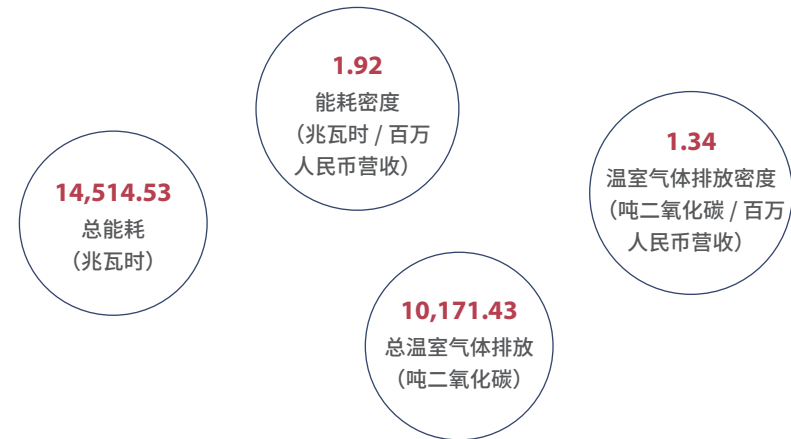 14,514.53
总能耗
（兆瓦时）
1.92
能耗密度
（兆瓦时 / 百万
人民币营收）
10,171.43
总温室气体排放
（吨二氧化碳）
1.34
温室气体排放密度
（吨二氧化碳 / 百万
人民币营收）